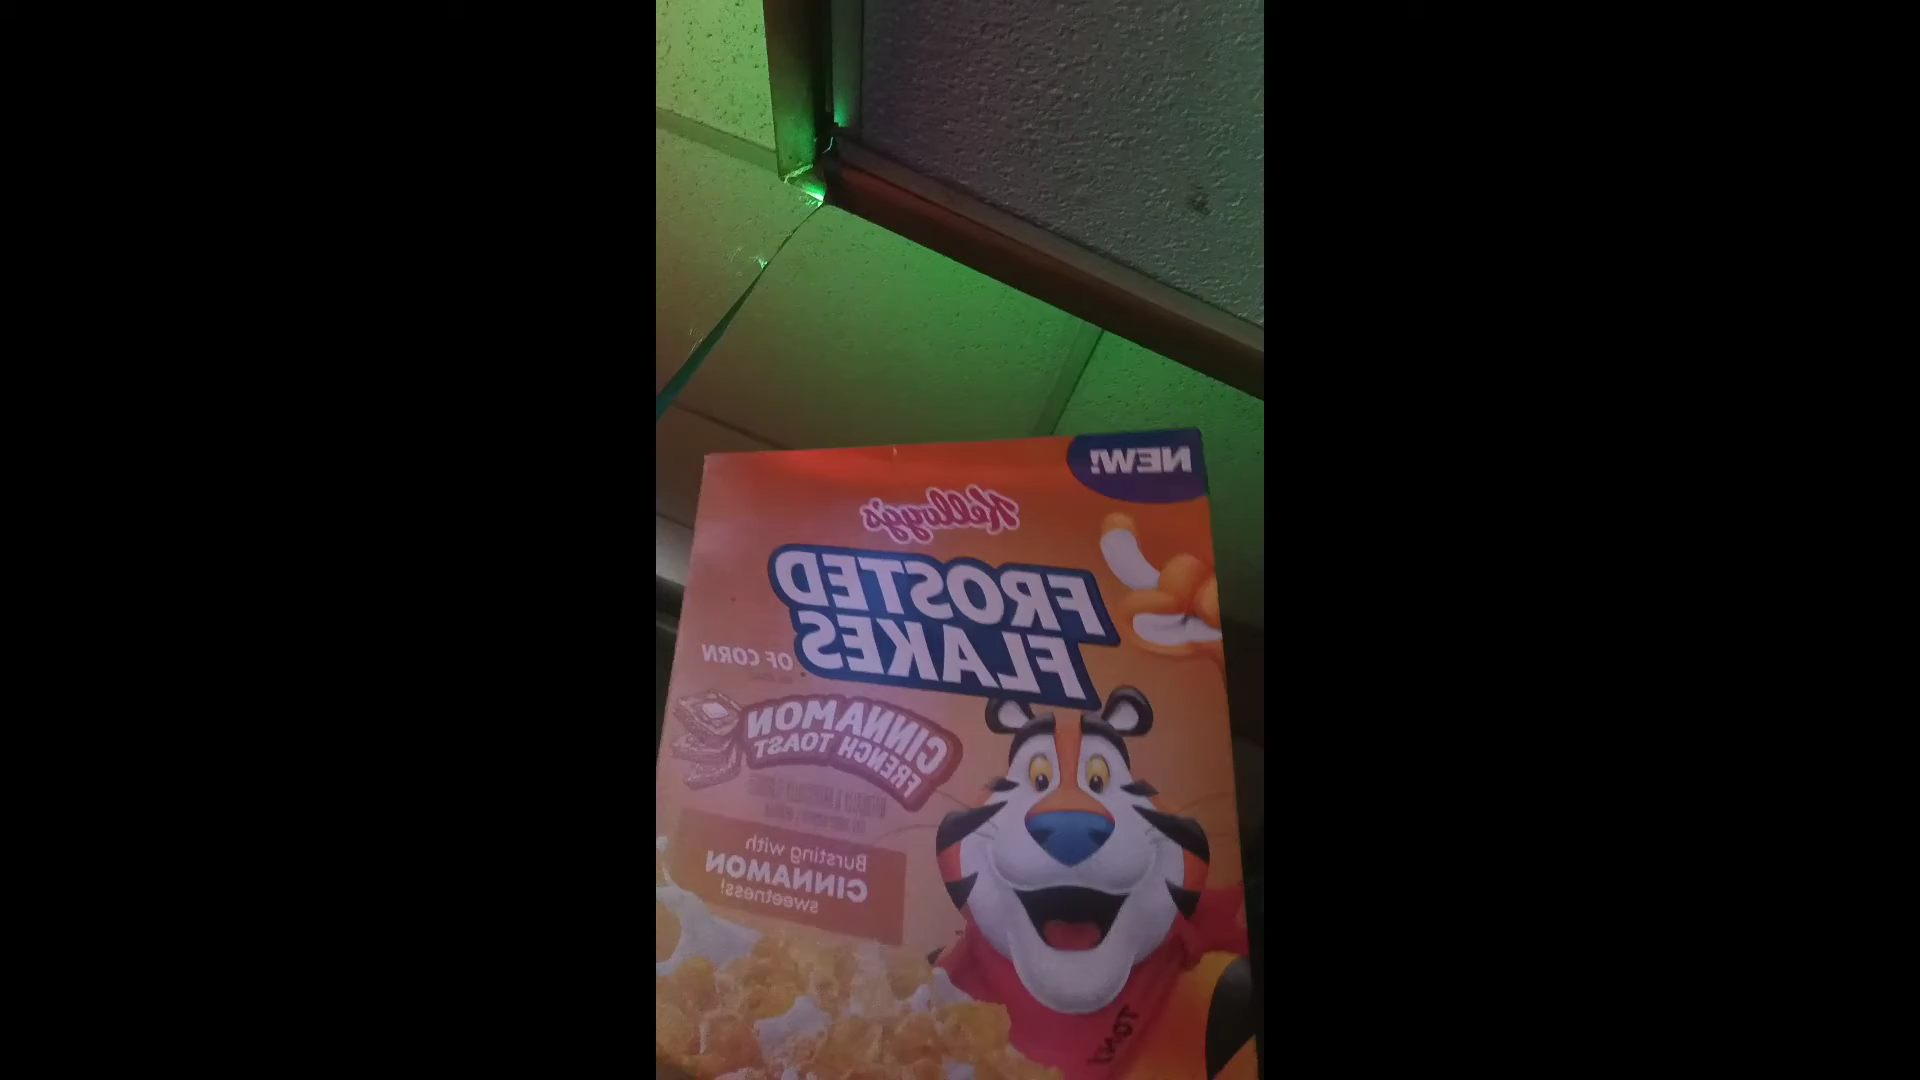 NEW!
Kellogg's
FROSTED
FLAKES
OF CORN
CINNAMON
FRENCH TOAST
Bursting with
CINNAMON
sweetness!
TONY